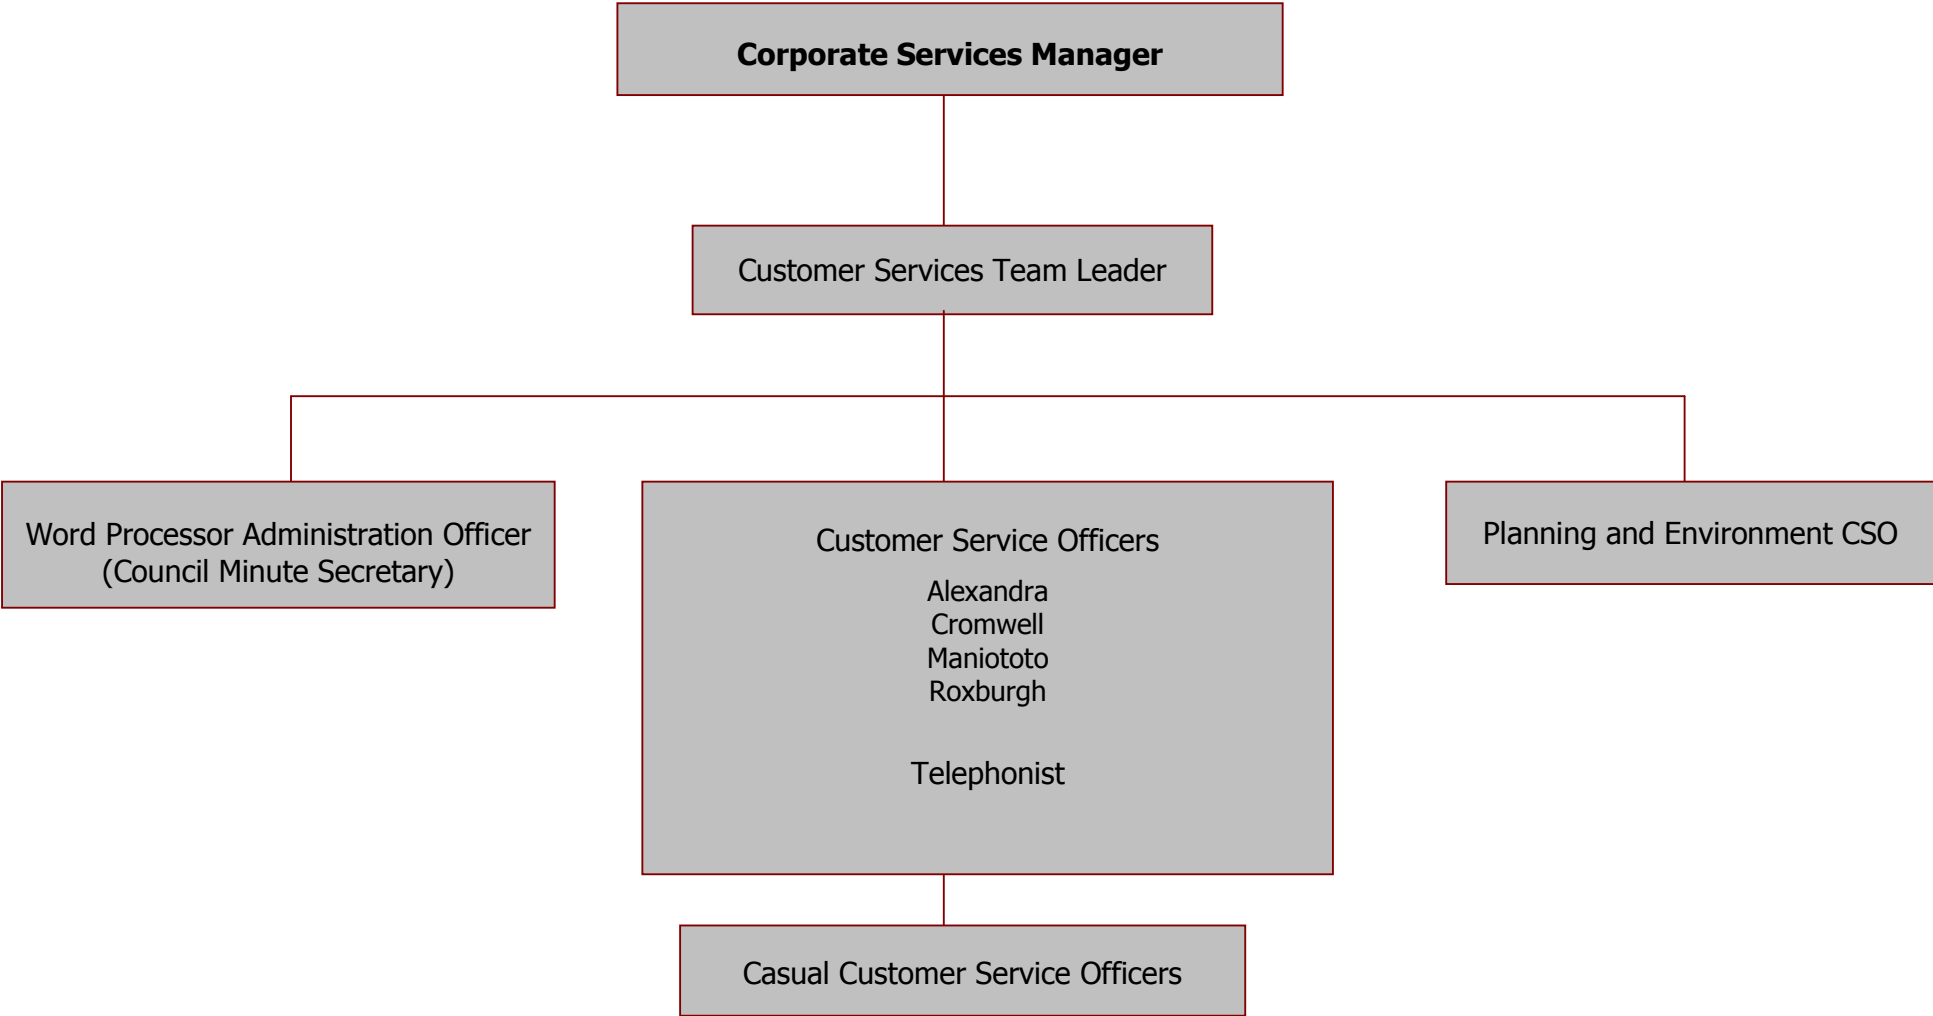 Corporate Services Manager
Customer Services Team Leader
Word Processor Administration Officer
(Council Minute Secretary)
Customer Service Officers
Alexandra
Cromwell
Maniototo
Roxburgh
Telephonist
Planning and Environment CSO
Casual Customer Service Officers